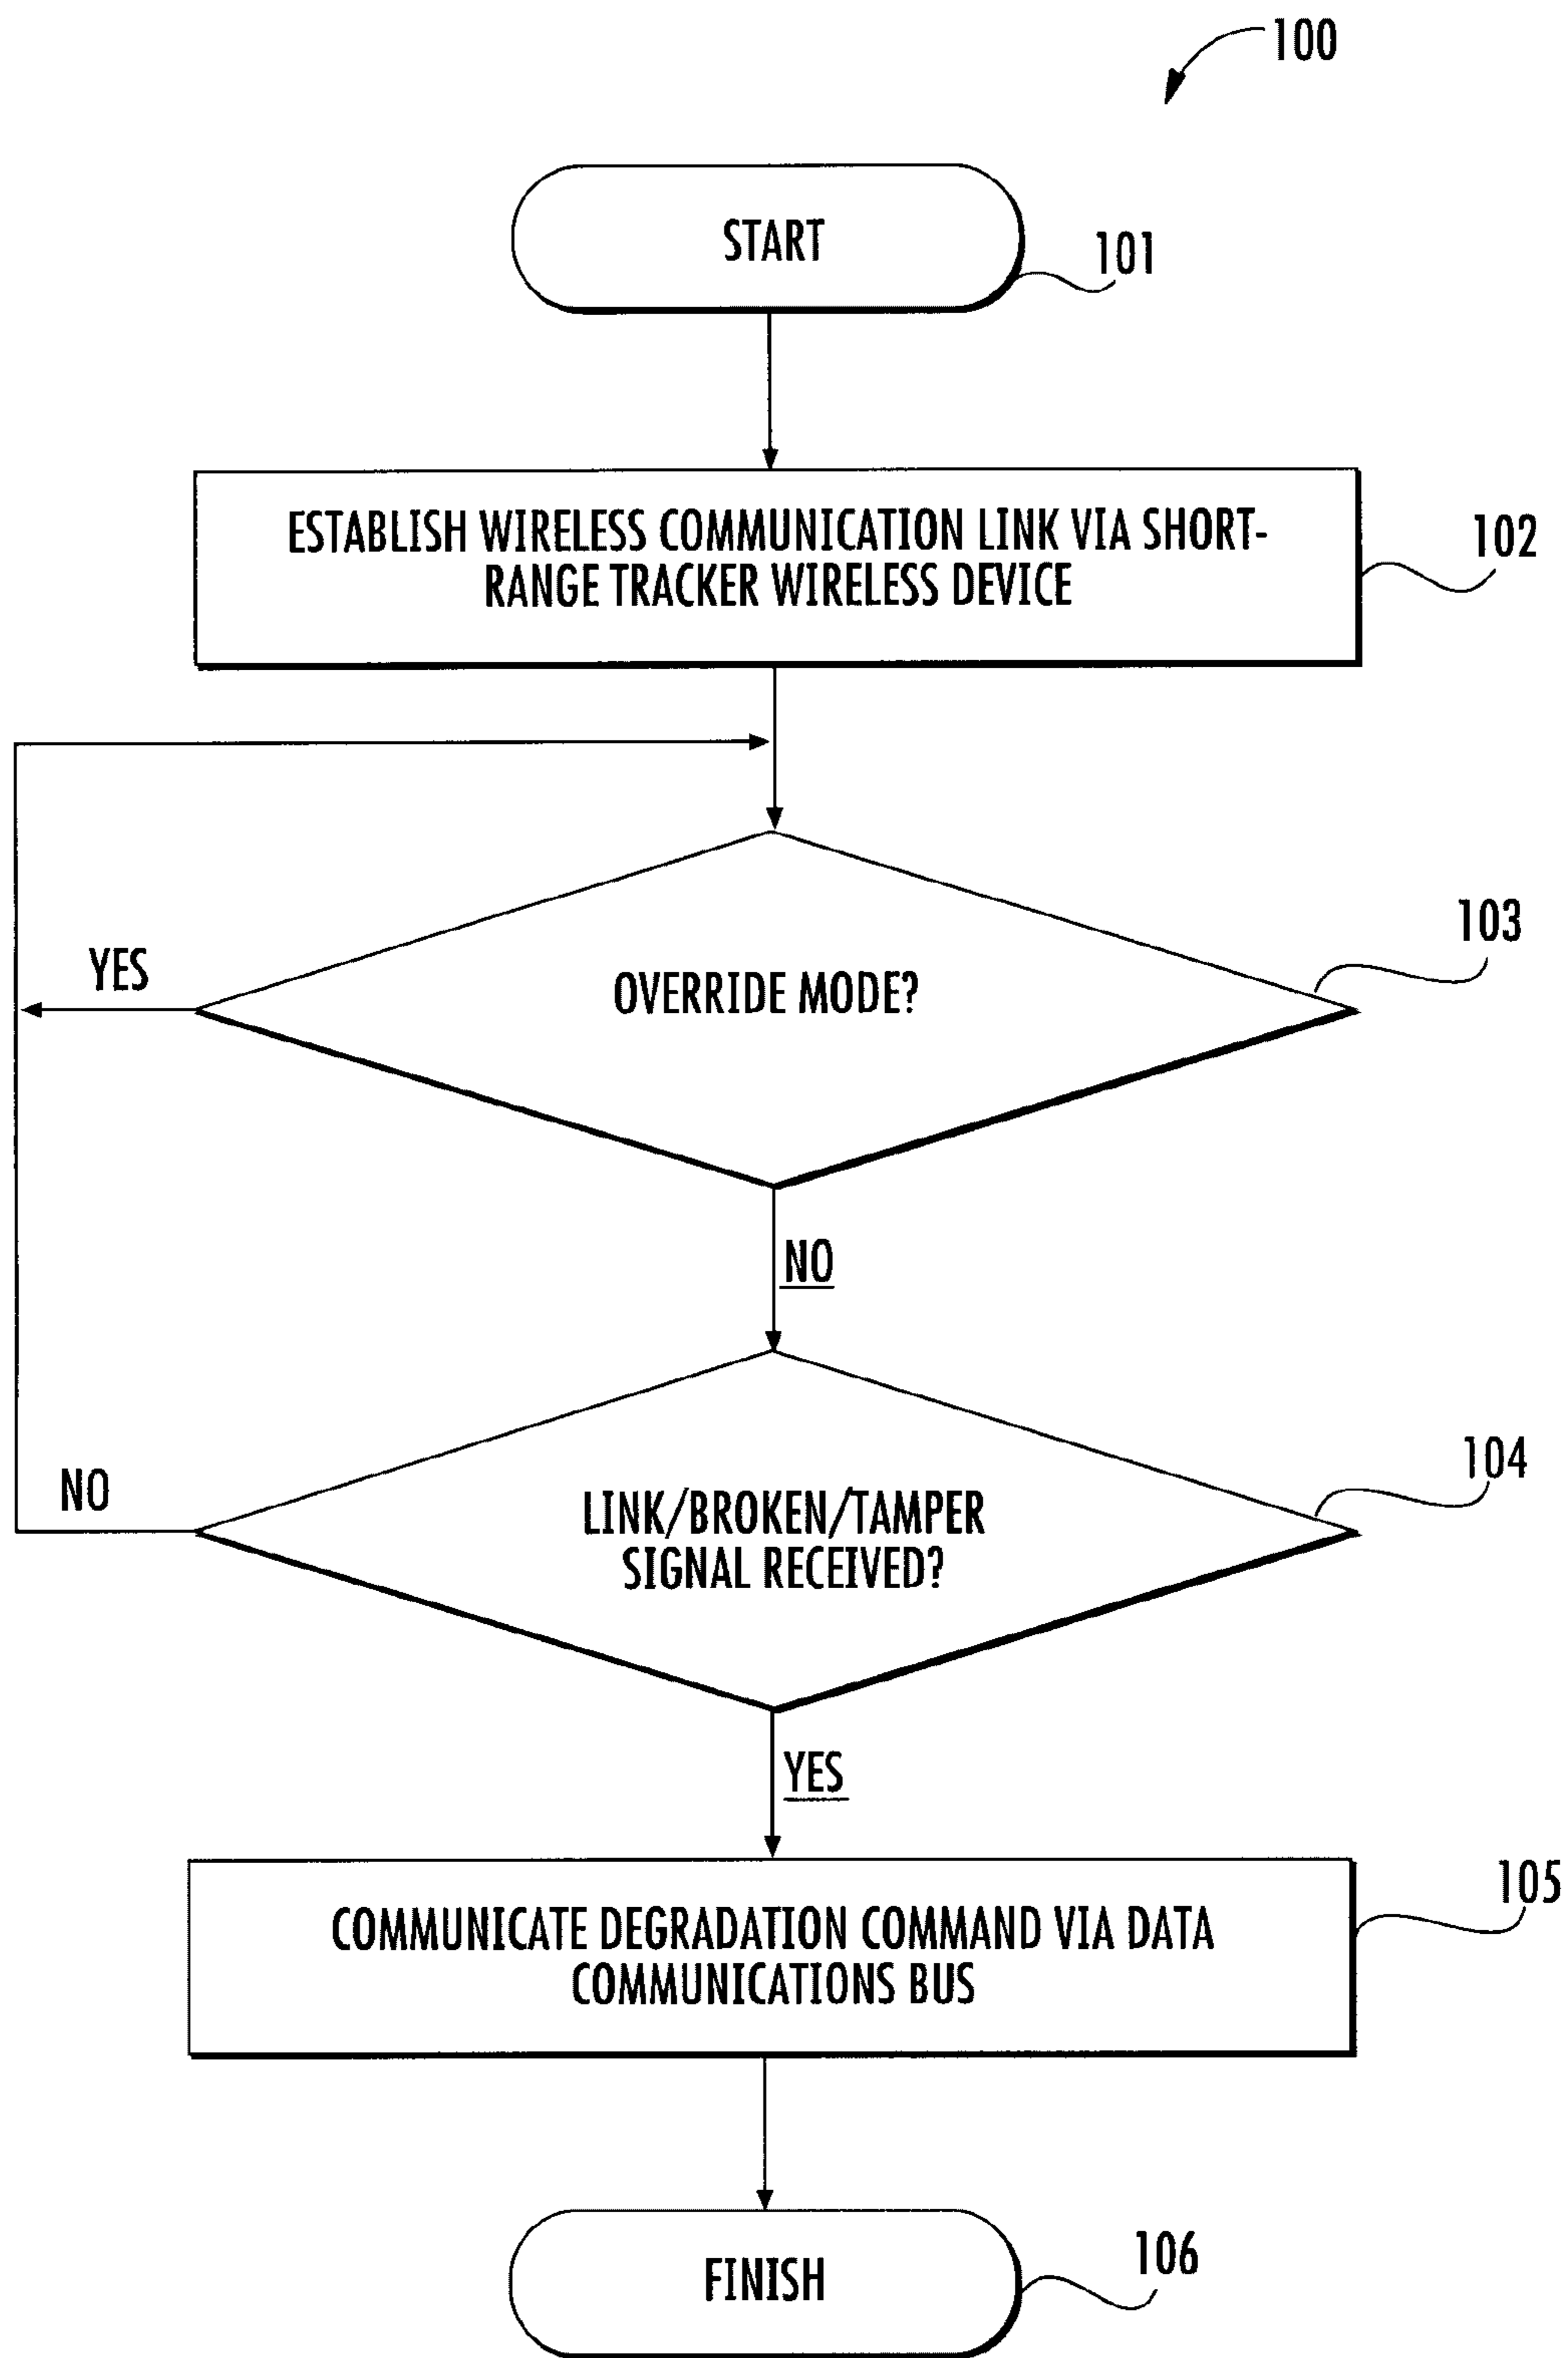 100
START
101
ESTABLISH WIRELESS COMMUNICATION LINK VIA SHORT-
RANGE TRACKER WIRELESS DEVICE
102
103
YES
OVERRIDE MODE?
NO
104
NO
LINK/BROKEN/TAMPER
SIGNAL RECEIVED?
YES
105
COMMUNICATE DEGRADATION COMMAND VIA DATA
COMMUNICATIONS BUS
106
FINISH